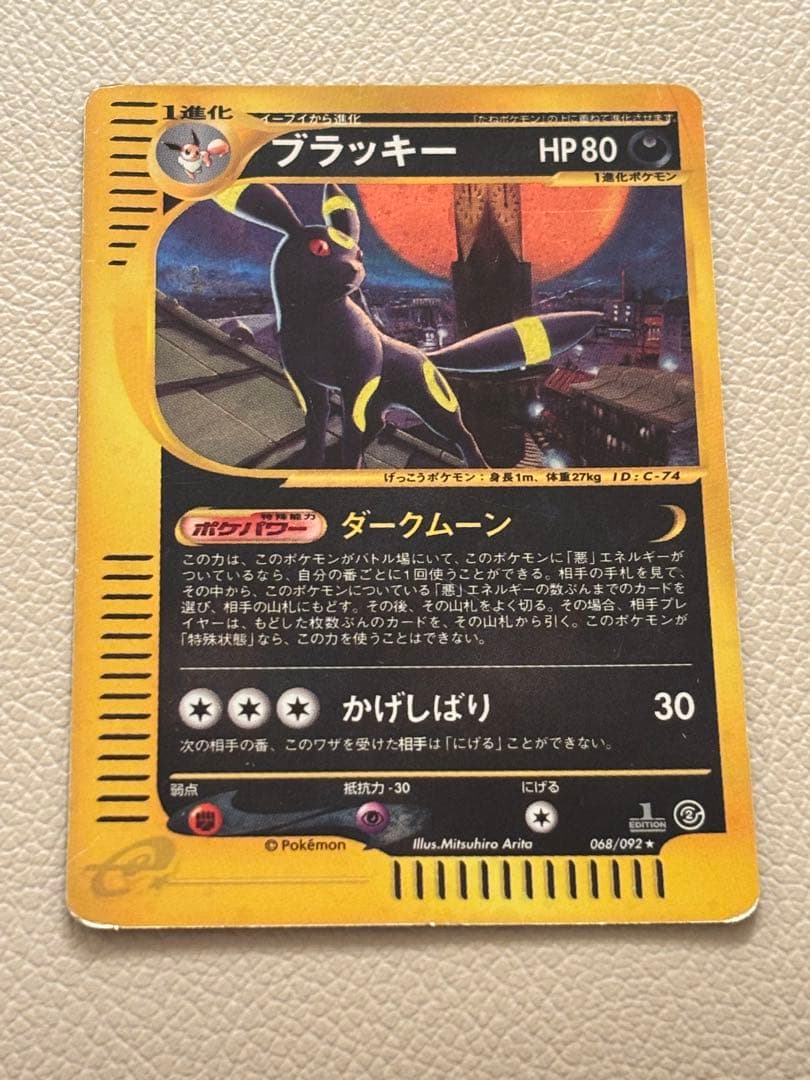 1進化
イーブイから進化
「たねポケモン」の上に重ねて進化させます。
ブラッキー HP80
1進化ポケモン
げっこうポケモン：身長1m、体重27kg ID:C-74
特殊能力
ポケパワー ダークムーン
この力は、このポケモンがバトル場にいて、このポケモンに「悪」エネルギーが
ついているなら、自分の番ごとに1回使うことができる。相手の手札を見て、
その中から、このポケモンについている「悪」エネルギーの数ぶんまでのカードを
選び、相手の山札にもどす。その後、その山札をよく切る。その場合、相手プレ
イヤーは、もどした枚数ぶんのカードを、その山札から引く。このポケモンが
「特殊状態」なら、この力を使うことはできない。
かげしばり 30
次の相手の番、このワザを受けた相手は「にげる」ことができない。
弱点 抵抗力-30 にげる
1
EDITION
2
©Pokémon Illus.Mitsuhiro Arita 068/092★
e